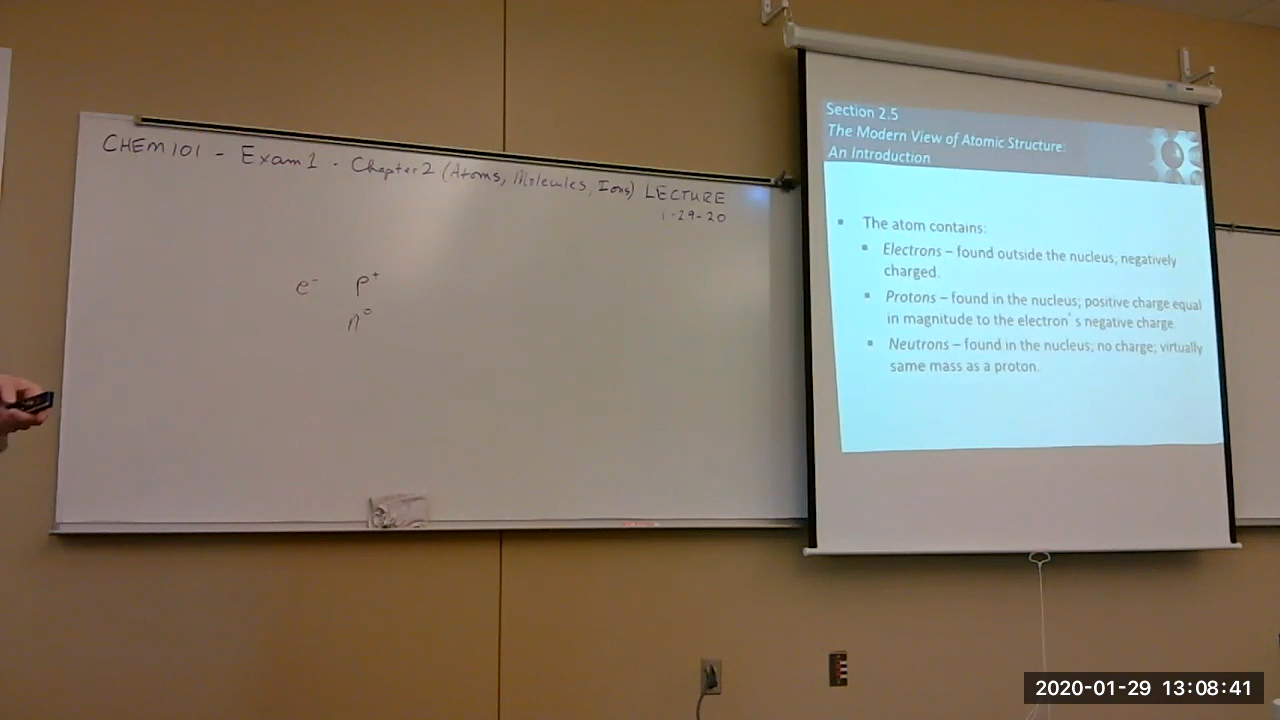 CHEM 101 - Exam 1 - Chapter 2 (Atoms, Molecules, Ions) LECTURE
1-29-20
e⁻ p⁺
n⁰
Section 2.5
The Modern View of Atomic Structure:
An Introduction
▪ The atom contains:
▪ Electrons – found outside the nucleus; negatively
charged.
▪ Protons – found in the nucleus; positive charge equal
in magnitude to the electron's negative charge.
▪ Neutrons – found in the nucleus; no charge; virtually
same mass as a proton.
2020-01-29 13:08:41